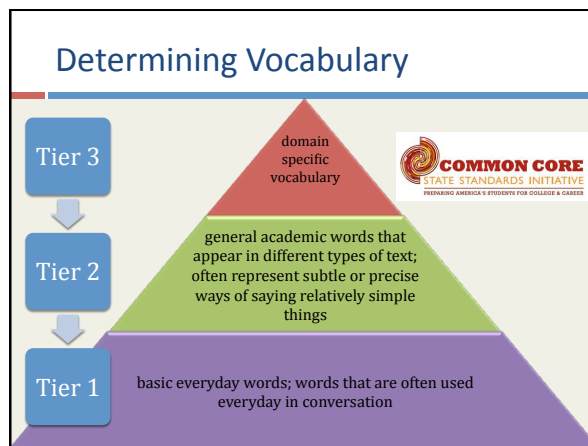 Determining Vocabulary
Tier 3
domain
specific
vocabulary
COMMON CORE
STATE STANDARDS INITIATIVE
PREPARING AMERICA'S STUDENTS FOR COLLEGE & CAREER
Tier 2
general academic words that
appear in different types of text;
often represent subtle or precise
ways of saying relatively simple
things
Tier 1
basic everyday words; words that are often used
everyday in conversation